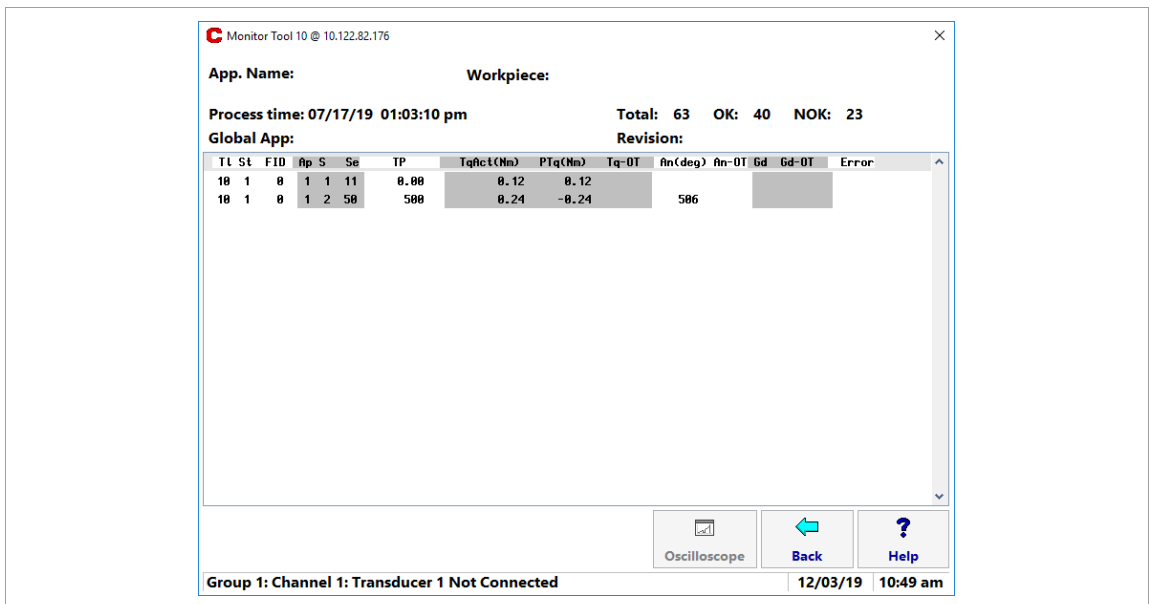 C Monitor Tool 10 @ 10.122.82.176
App. Name: Workpiece:
Process time: 07/17/19 01:03:10 pm Total: 63 OK: 40 NOK: 23
Global App: Revision:
Tl St FID Ap S Se TP TqAct(Nm) PTq(Nm) Tq-OT An(deg) An-OT Gd Gd-OT Error
10 1 0 1 1 11 0.00 0.12 0.12
10 1 0 1 2 50 500 0.24 -0.24 506
Oscilloscope Back ? Help
Group 1: Channel 1: Transducer 1 Not Connected 12/03/19 10:49 am